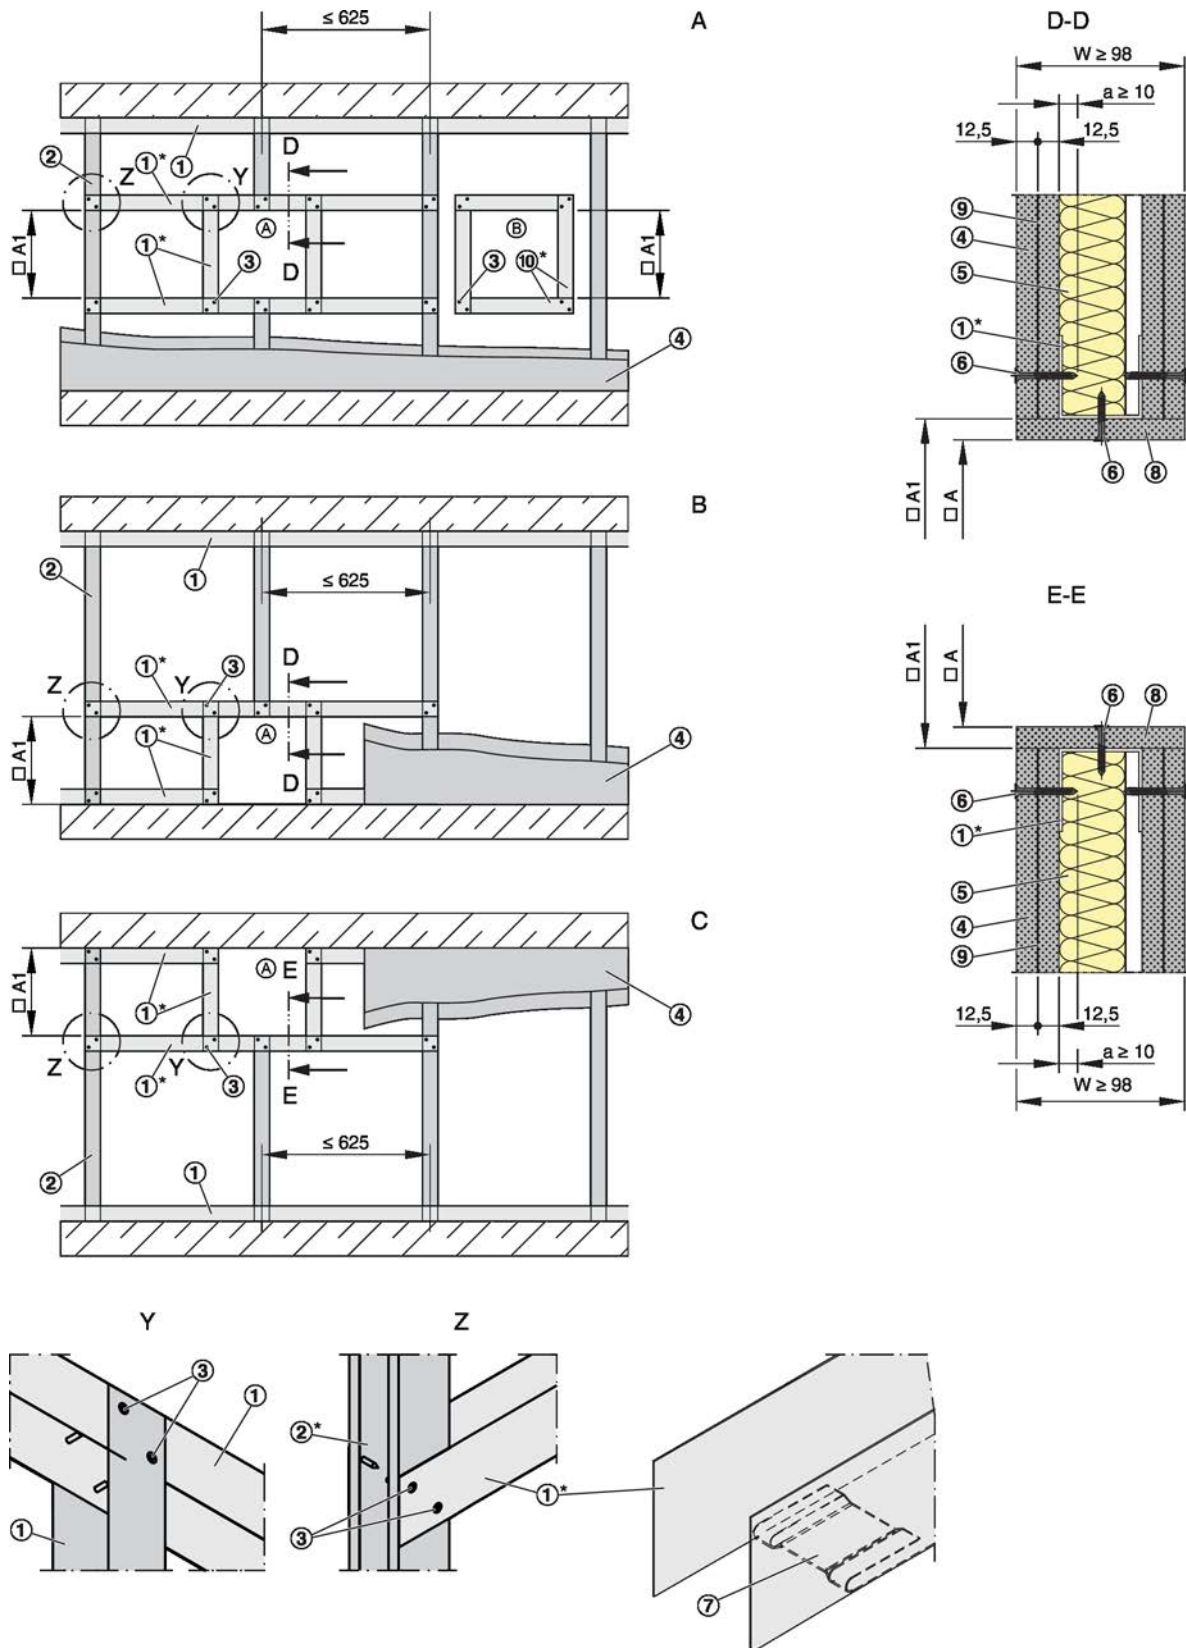 ≤ 625
A
② Z ①* ① Y D
□ A1 ①* Ⓐ D ③
Ⓑ ③ ⑩* □ A1
④
D-D
W ≥ 98
a ≥ 10
12,5 12,5
⑨
④
⑤
①*
⑥
⑥ ⑧
□ A1 □ A
B
②
①
≤ 625
Z ①* Y ③ D
□ A1 ①* Ⓐ D
④
E-E
□ A1 □ A
⑥ ⑧
⑥
①*
⑤
④
⑨
12,5 12,5
a ≥ 10
W ≥ 98
C
□ A1 ①* Ⓐ E
④
Z ①* Y ③ E
≤ 625
②
①
Y
③
①
①
Z
②*
①*
③
⑦